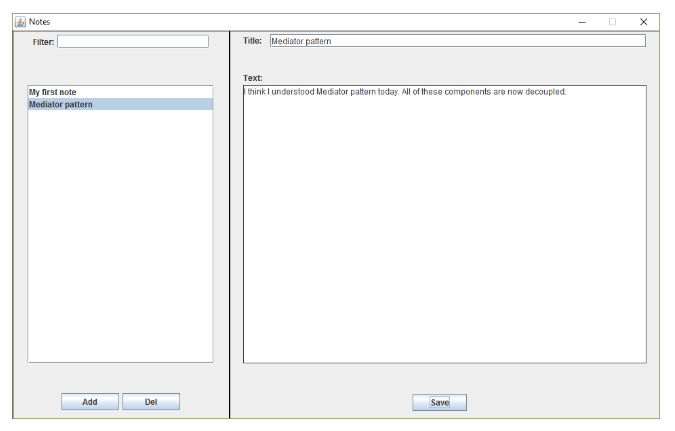 Notes
Filter:
My first note
Mediator pattern
Add
Del
Title: Mediator pattern
Text:
I think I understood Mediator pattern today. All of these components are now decoupled.
Save